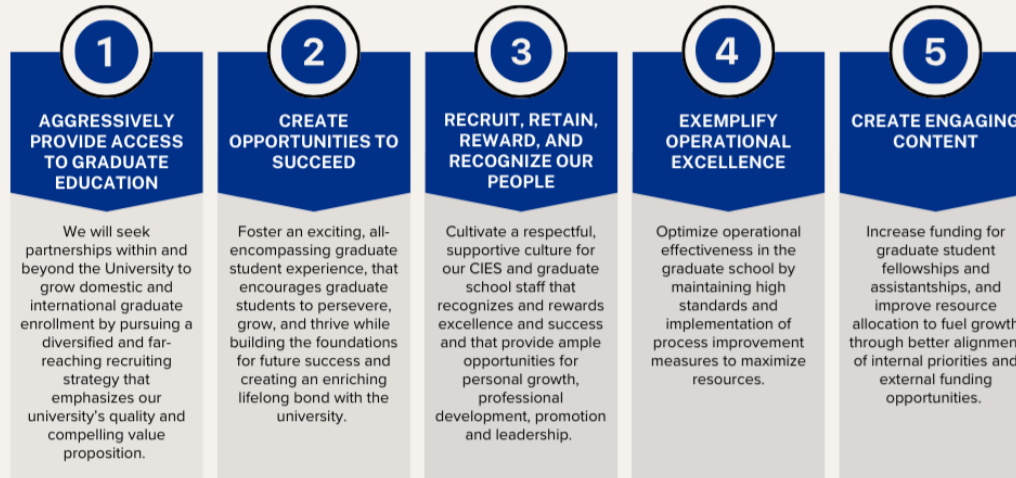 1
AGGRESSIVELY
PROVIDE ACCESS
TO GRADUATE
EDUCATION
We will seek
partnerships within and
beyond the University to
grow domestic and
international graduate
enrollment by pursuing a
diversified and far-
reaching recruiting
strategy that
emphasizes our
university's quality and
compelling value
proposition.
2
CREATE
OPPORTUNITIES TO
SUCCEED
Foster an exciting, all-
encompassing graduate
student experience, that
encourages graduate
students to persevere,
grow, and thrive while
building the foundations
for future success and
creating an enriching
lifelong bond with the
university.
3
RECRUIT, RETAIN,
REWARD, AND
RECOGNIZE OUR
PEOPLE
Cultivate a respectful,
supportive culture for
our CIES and graduate
school staff that
recognizes and rewards
excellence and success
and that provide ample
opportunities for
personal growth,
professional
development, promotion
and leadership.
4
EXEMPLIFY
OPERATIONAL
EXCELLENCE
Optimize operational
effectiveness in the
graduate school by
maintaining high
standards and
implementation of
process improvement
measures to maximize
resources.
5
CREATE ENGAGING
CONTENT
Increase funding for
graduate student
fellowships and
assistantships, and
improve resource
allocation to fuel growth
through better alignment
of internal priorities and
external funding
opportunities.